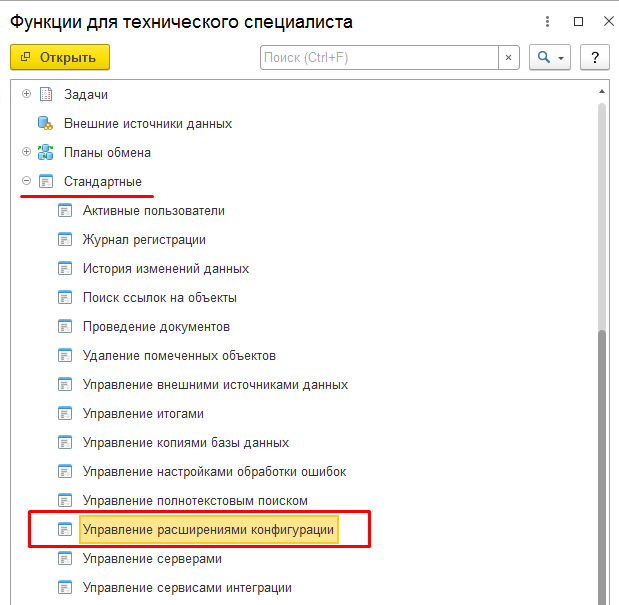 Функции для технического специалиста
Открыть
Поиск (Ctrl+F)
×
?
Задачи
Внешние источники данных
Планы обмена
Стандартные
Активные пользователи
Журнал регистрации
История изменений данных
Поиск ссылок на объекты
Проведение документов
Удаление помеченных объектов
Управление внешними источниками данных
Управление итогами
Управление копиями базы данных
Управление настройками обработки ошибок
Управление полнотекстовым поиском
Управление расширениями конфигурации
Управление серверами
Управление сервисами интеграции